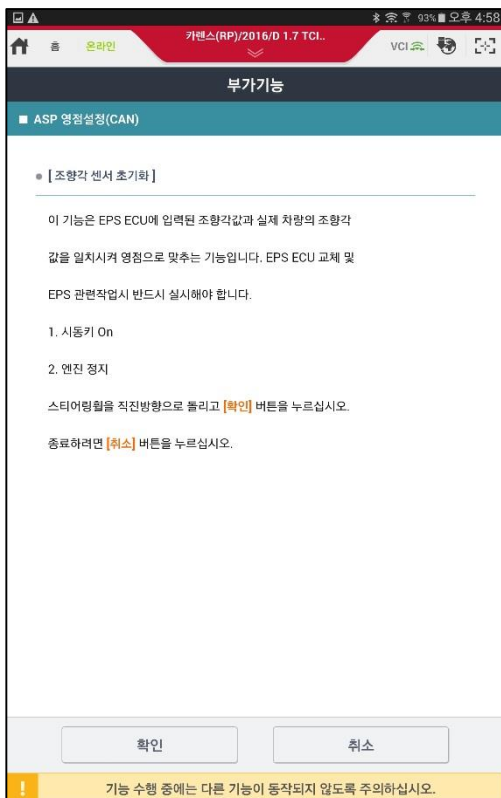 93% 오후 4:58
홈 온라인 카렌스(RP)/2016/D 1.7 TCI.. VCI
부가기능
■ ASP 영점설정(CAN)
● [ 조향각 센서 초기화 ]
이 기능은 EPS ECU에 입력된 조향각값과 실제 차량의 조향각
값을 일치시켜 영점으로 맞추는 기능입니다. EPS ECU 교체 및
EPS 관련작업시 반드시 실시해야 합니다.
1. 시동키 On
2. 엔진 정지
스티어링휠을 직진방향으로 돌리고 [확인] 버튼을 누르십시오.
종료하려면 [취소] 버튼을 누르십시오.
확인 취소
! 기능 수행 중에는 다른 기능이 동작되지 않도록 주의하십시오.